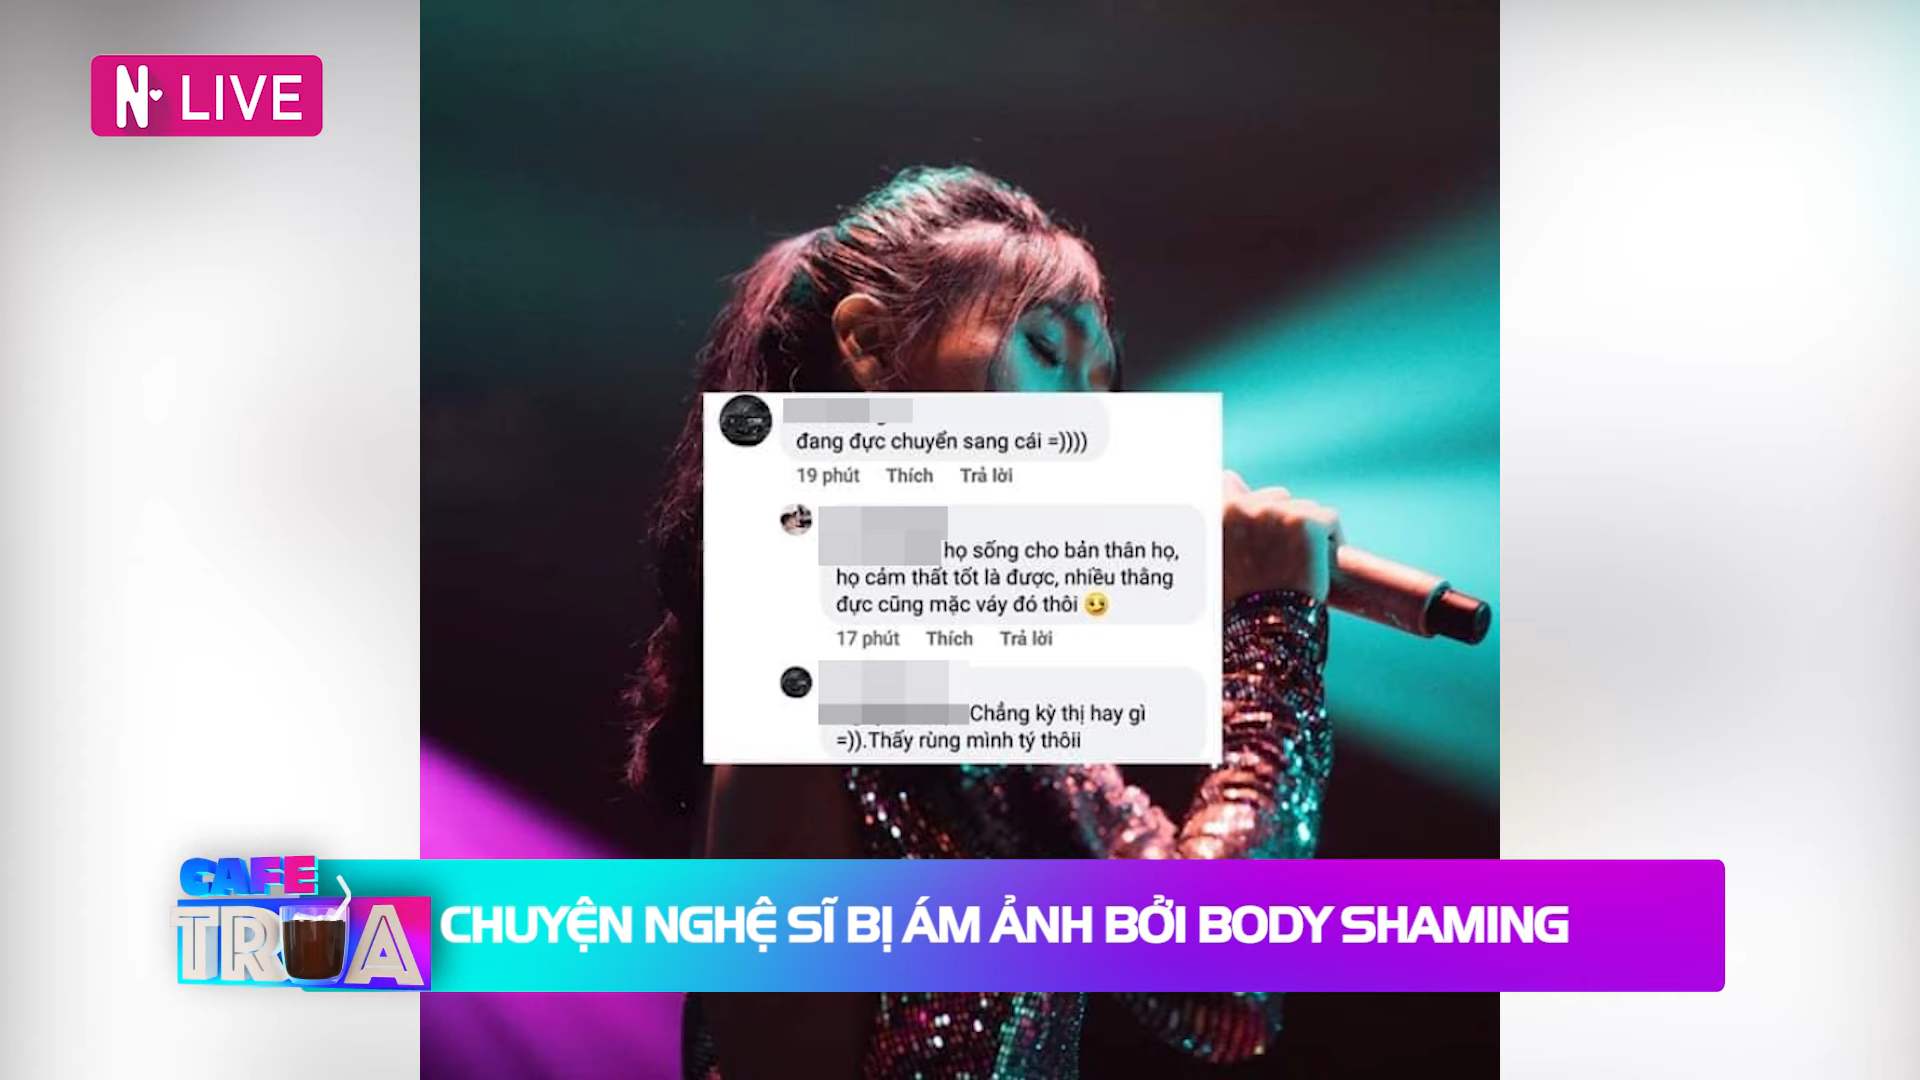 N LIVE
đang đực chuyển sang cái =))))
19 phút Thích Trả lời
họ sống cho bản thân họ,
họ cảm thất tốt là được, nhiều thằng
đực cũng mặc váy đó thôi 🥴
17 phút Thích Trả lời
Chẳng kỳ thị hay gì
=)).Thấy rùng mình tý thôii
CAFE
TRƯA
CHUYỆN NGHỆ SĨ BỊ ÁM ẢNH BỞI BODY SHAMING